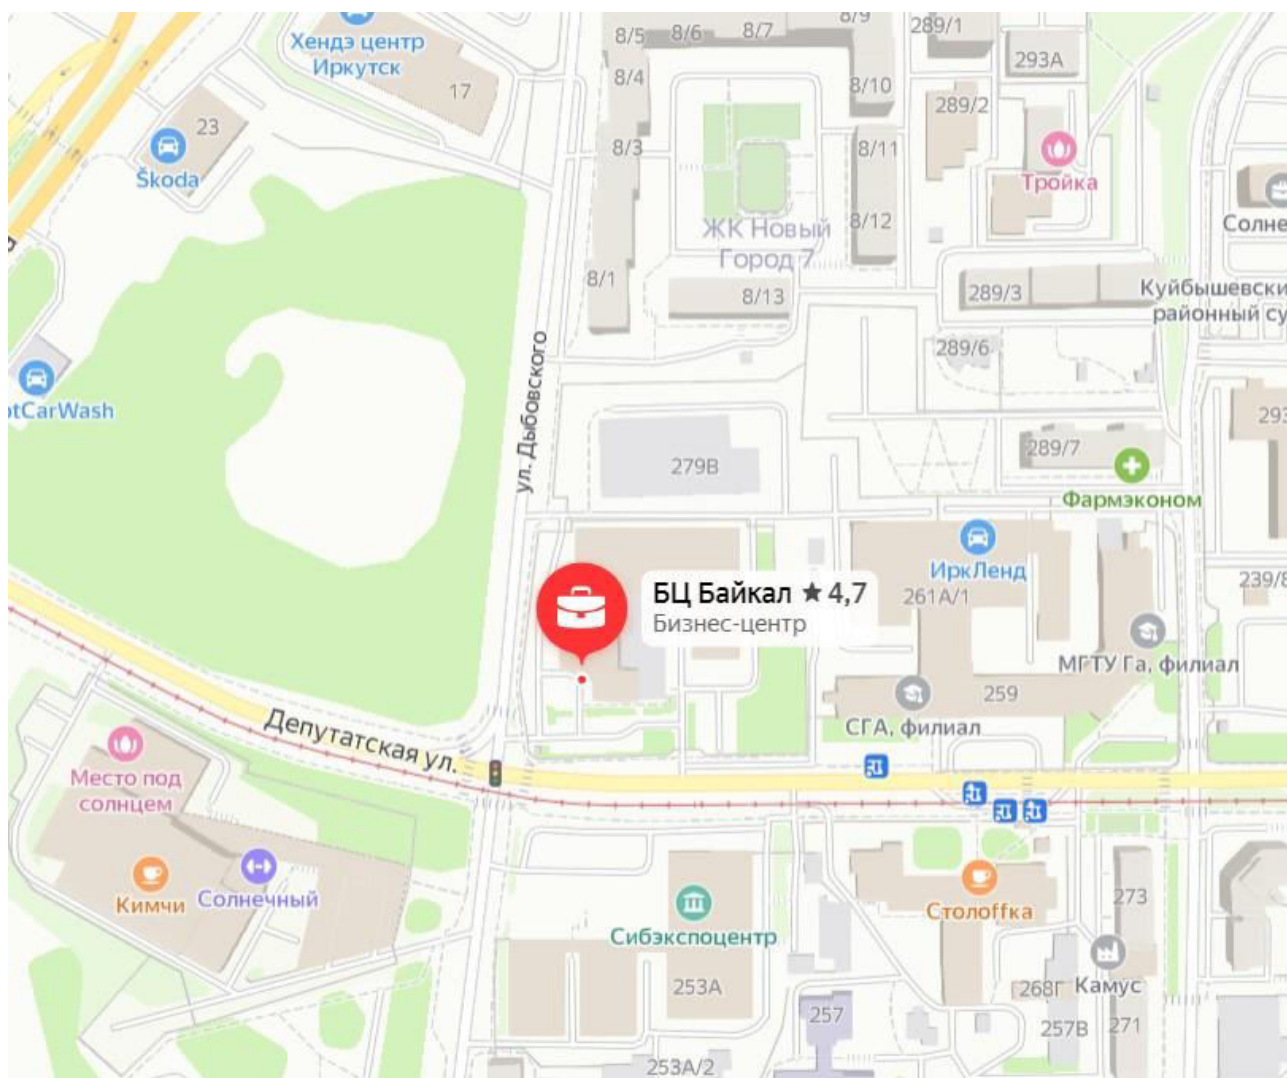 8/5
8/6
8/7
8/9
289/1
Хендэ центр
Иркутск
17
8/4
293А
8/10
289/2
23
Škoda
8/3
8/11
Тройка
ЖК Новый
Город 7
8/12
Солне
8/1
8/13
289/3
Куйбышевски
районный су
289/6
ул. Дыбовского
otCarWash
293
279В
289/7
Фармэконом
ИркЛенд
БЦ Байкал ★ 4,7
Бизнес-центр
261А/1
239/8
МГТУ Га, филиал
259
СГА, филиал
Депутатская ул.
Место под
солнцем
Кимчи
Солнечный
Столоffка
273
Сибэкспоцентр
253А
268Г
Камус
257
257В
271
253А/2